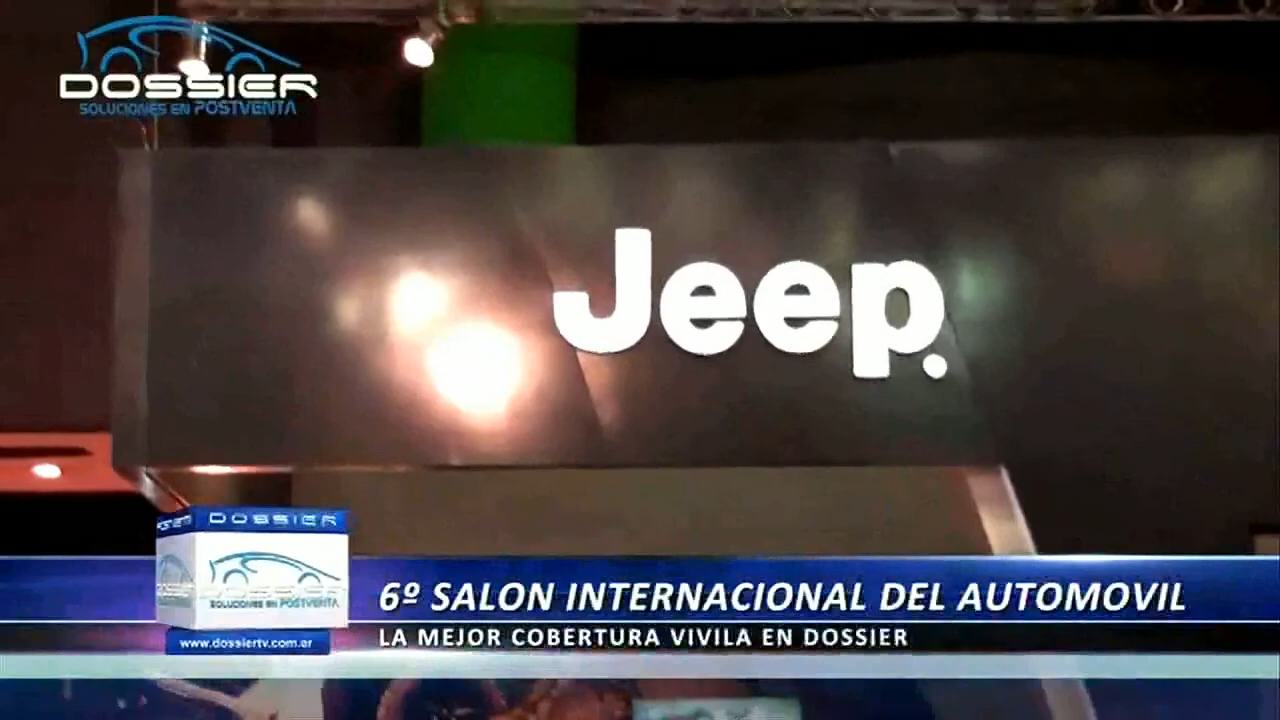 DOSSIER
SOLUCIONES EN POSTVENTA
Jeep.
DOSSIER
DOSSIER
SOLUCIONES EN POSTVENTA
www.dossiertv.com.ar
6º SALON INTERNACIONAL DEL AUTOMOVIL
LA MEJOR COBERTURA VIVILA EN DOSSIER